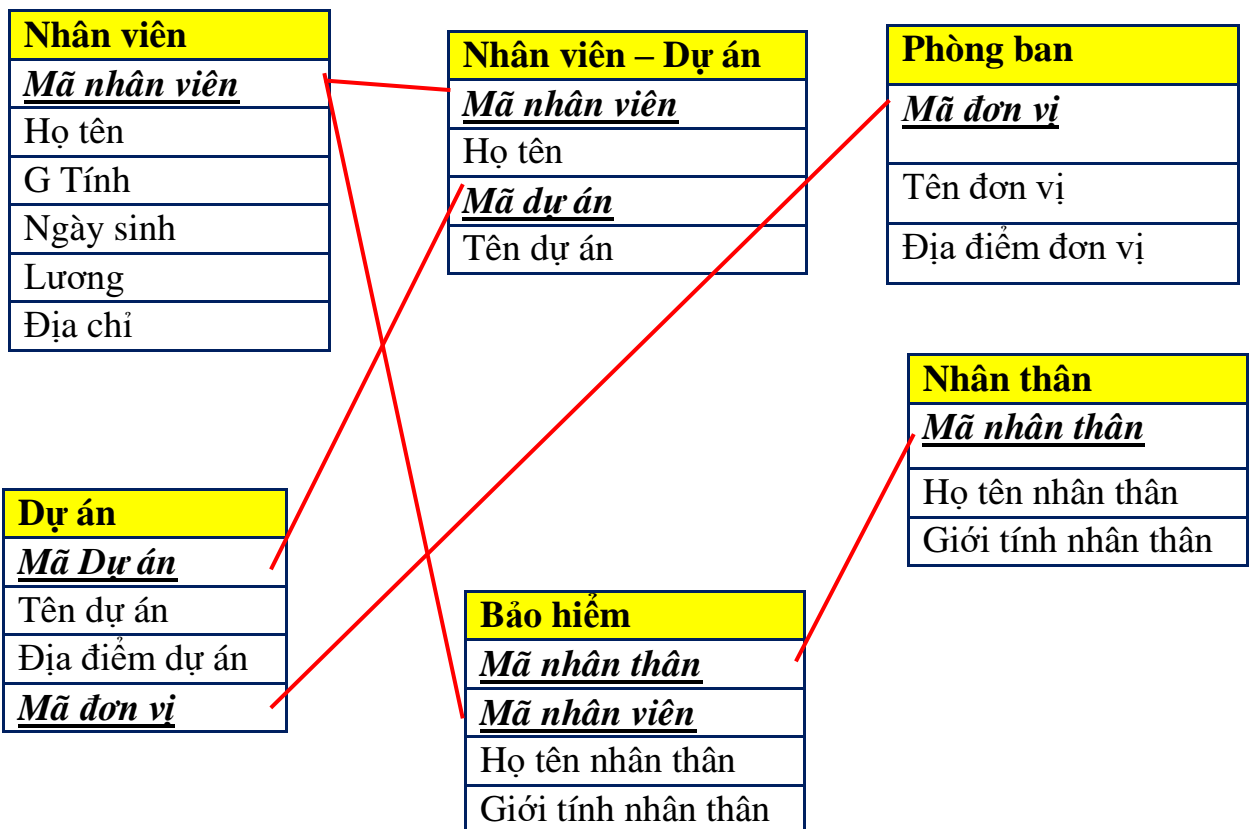 Nhân viên
Mã nhân viên
Họ tên
G Tính
Ngày sinh
Lương
Địa chỉ
Nhân viên – Dự án
Mã nhân viên
Họ tên
Mã dự án
Tên dự án
Phòng ban
Mã đơn vị
Tên đơn vị
Địa điểm đơn vị
Nhân thân
Mã nhân thân
Họ tên nhân thân
Giới tính nhân thân
Dự án
Mã Dự án
Tên dự án
Địa điểm dự án
Mã đơn vị
Bảo hiểm
Mã nhân thân
Mã nhân viên
Họ tên nhân thân
Giới tính nhân thân